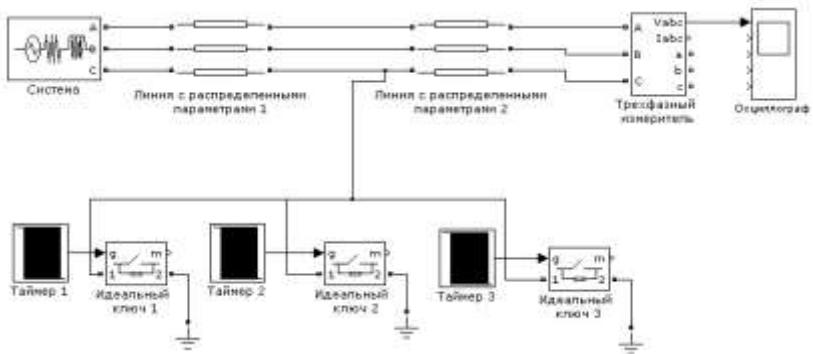 A
B
C
Система
Линия с распределенными
параметрами 1
Линия с распределенными
параметрами 2
A
B
C
Vabc
Iabc
a
b
c
Трехфазный
измеритель
Осциллограф
Таймер 1
g m
1 2
Идеальный
ключ 1
Таймер 2
g m
1 2
Идеальный
ключ 2
Таймер 3
g m
1 2
Идеальный
ключ 3